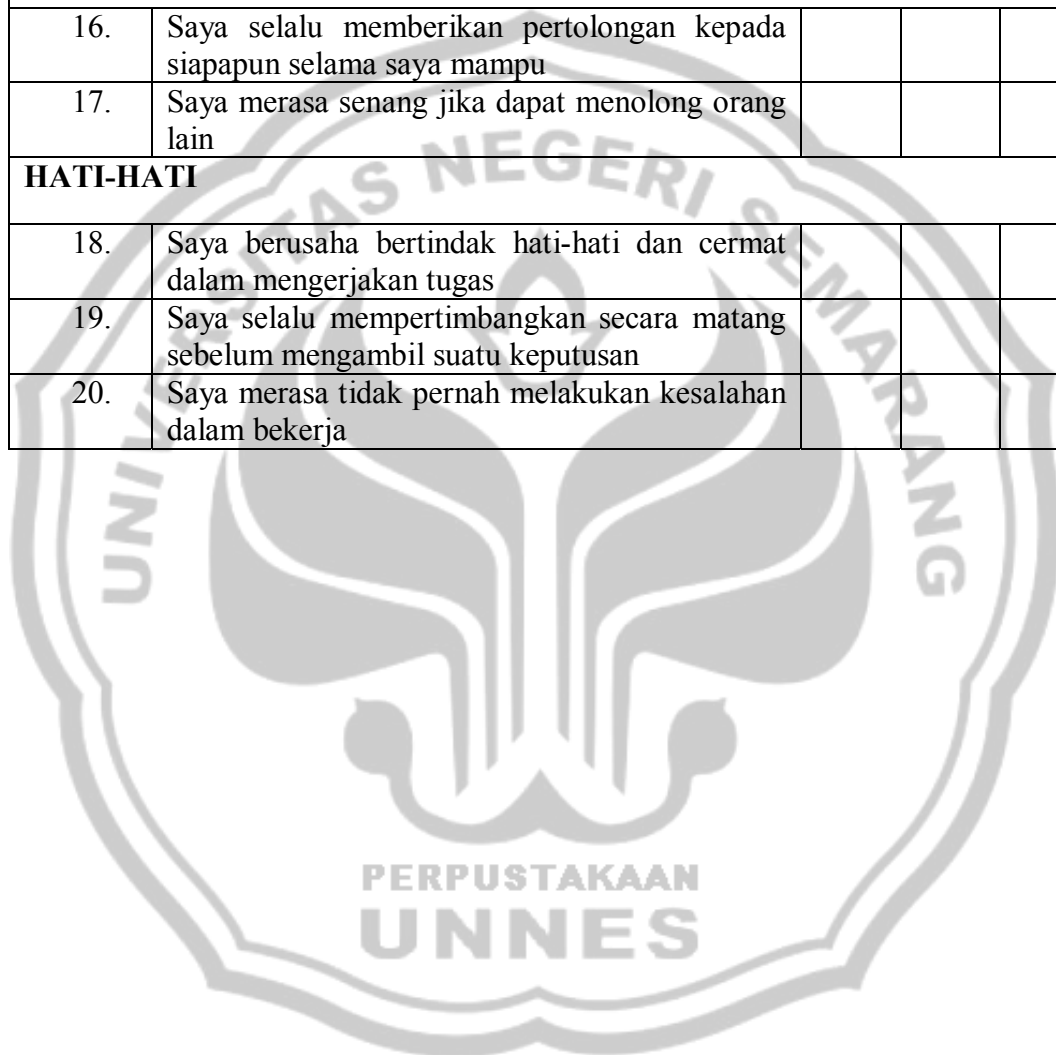 16. Saya selalu memberikan pertolongan kepada
siapapun selama saya mampu
17. Saya merasa senang jika dapat menolong orang
lain
HATI-HATI
18. Saya berusaha bertindak hati-hati dan cermat
dalam mengerjakan tugas
19. Saya selalu mempertimbangkan secara matang
sebelum mengambil suatu keputusan
20. Saya merasa tidak pernah melakukan kesalahan
dalam bekerja
UNIVERSITAS NEGERI SEMARANG
PERPUSTAKAAN
UNNES